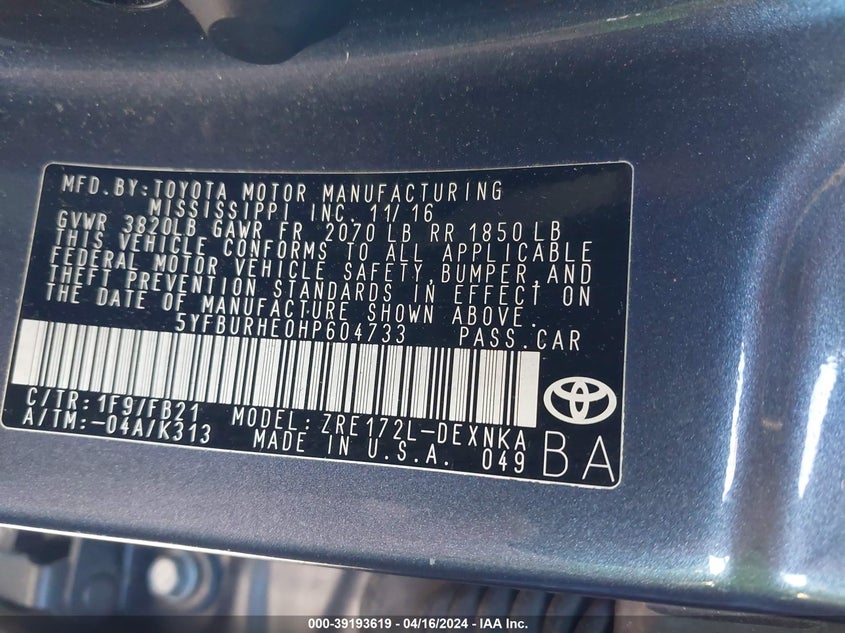 MFD.BY:TOYOTA MOTOR MANUFACTURING
MISSISSIPPI INC. 11/16
GVWR 3820LB GAWR FR 2070 LB RR 1850 LB
THIS VEHICLE CONFORMS TO ALL APPLICABLE
FEDERAL MOTOR VEHICLE SAFETY,BUMPER,AND
THEFT PREVENTION STANDARDS IN EFFECT ON
THE DATE OF MANUFACTURE SHOWN ABOVE.
5YFBURHE0HP604733 PASS.CAR
C/TR:1F9/FB21 MODEL:ZRE172L-DEXNKA
A/TM:-04A/K313 MADE IN U.S.A. 049
BA
000-39193619 - 04/16/2024 - IAA Inc.